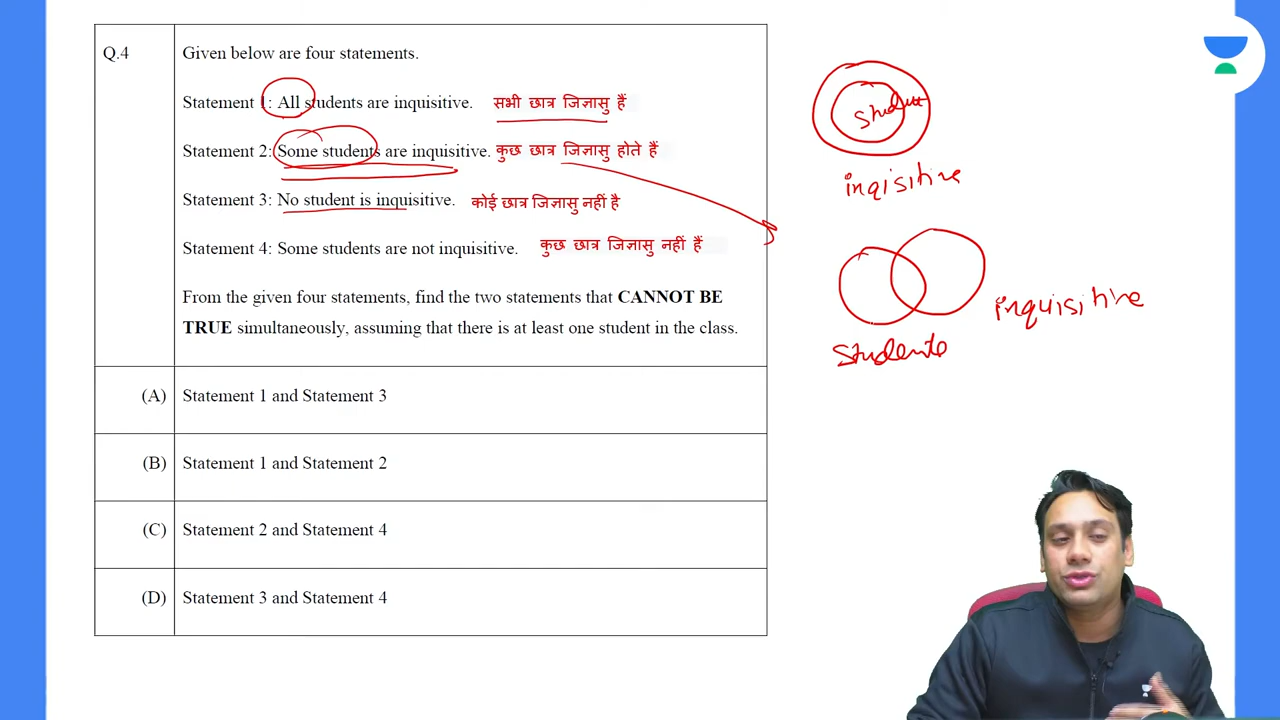 Q.4 Given below are four statements.
Statement 1: All students are inquisitive. सभी छात्र जिज्ञासु हैं
Statement 2: Some students are inquisitive. कुछ छात्र जिज्ञासु होते हैं
Statement 3: No student is inquisitive. कोई छात्र जिज्ञासु नहीं है
Statement 4: Some students are not inquisitive. कुछ छात्र जिज्ञासु नहीं हैं
From the given four statements, find the two statements that CANNOT BE
TRUE simultaneously, assuming that there is at least one student in the class.
(A) Statement 1 and Statement 3
(B) Statement 1 and Statement 2
(C) Statement 2 and Statement 4
(D) Statement 3 and Statement 4
student
inqisitive
inquisitive
students